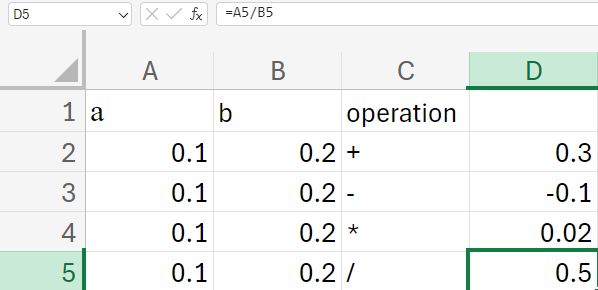 D5 fx =A5/B5
A B C D
1 a b operation
2 0.1 0.2 + 0.3
3 0.1 0.2 - -0.1
4 0.1 0.2 * 0.02
5 0.1 0.2 / 0.5